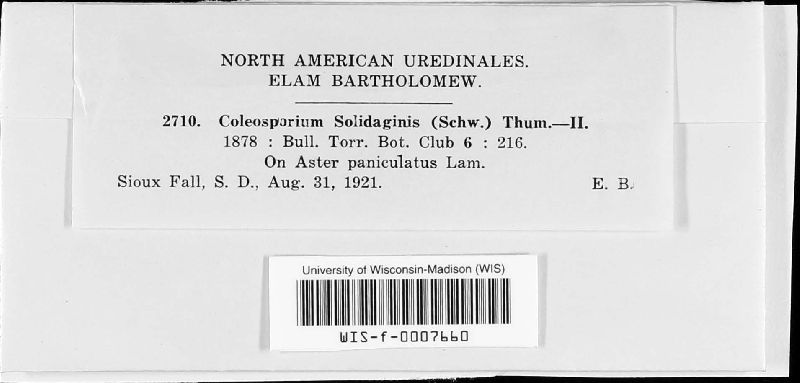 NORTH AMERICAN UREDINALES.
ELAM BARTHOLOMEW.
2710. Coleosporium Solidaginis (Schw.) Thum.—II.
1878 : Bull. Torr. Bot. Club 6 : 216.
On Aster paniculatus Lam.
Sioux Fall, S. D., Aug. 31, 1921. E. B.
University of Wisconsin-Madison (WIS)
WIS-f-0007660